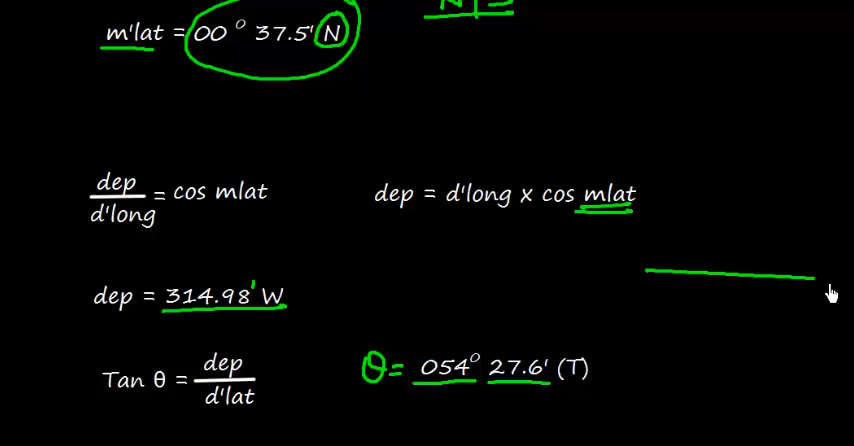 m'lat = 00° 37.5' N
dep/d'long = cos mlat
dep = d'long x cos mlat
dep = 314.98' W
Tan θ = dep/d'lat
θ = 054° 27.6' (T)